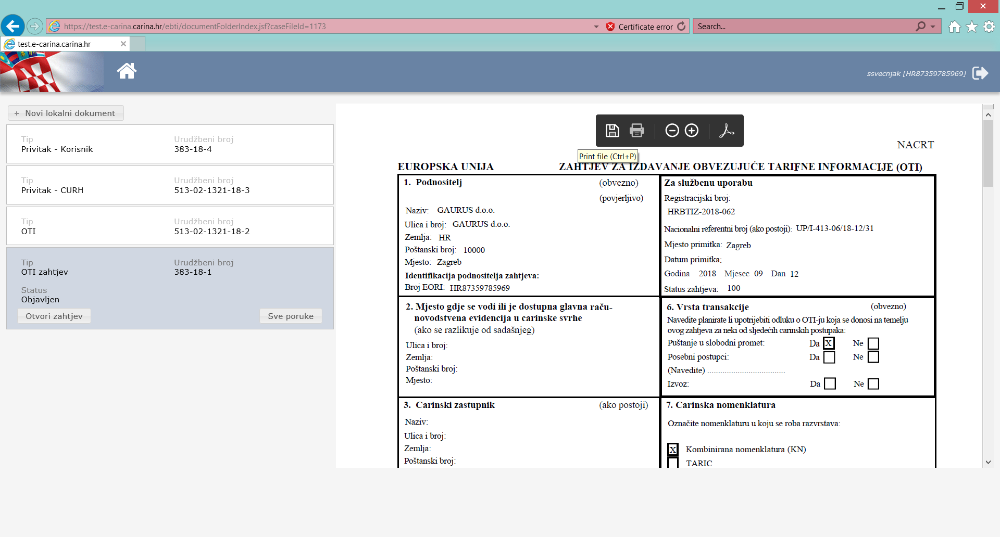 https://test.e-carina.carina.hr/ebti/documentFolderIndex.jsf?caseFileId=1173
Certificate error
Search...
test.e-carina.carina.hr
ssvecnjak [HR87359785969]
+ Novi lokalni dokument
Tip
Urudžbeni broj
Privitak - Korisnik
383-18-4
Tip
Urudžbeni broj
Privitak - CURH
513-02-1321-18-3
Tip
Urudžbeni broj
OTI
513-02-1321-18-2
Tip
Urudžbeni broj
OTI zahtjev
383-18-1
Status
Objavljen
Otvori zahtjev
Sve poruke
NACRT
Print file (Ctrl+P)
EUROPSKA UNIJA
ZAHTJEV ZA IZDAVANJE OBVEZUJUĆE TARIFNE INFORMACIJE (OTI)
1. Podnositelj (obvezno)
(povjerljivo)
Naziv: GAURUS d.o.o.
Ulica i broj: GAURUS d.o.o.
Zemlja: HR
Poštanski broj: 10000
Mjesto: Zagreb
Identifikacija podnositelja zahtjeva:
Broj EORI: HR87359785969
Za službenu uporabu
Registracijski broj:
HRBTIZ-2018-062
Nacionalni referentni broj (ako postoji): UP/I-413-06/18-12/31
Mjesto primitka: Zagreb
Datum primitka:
Godina 2018 Mjesec 09 Dan 12
Status zahtjeva: 100
2. Mjesto gdje se vodi ili je dostupna glavna raču-
novodstvena evidencija u carinske svrhe
(ako se razlikuje od sadašnjeg)
Ulica i broj:
Zemlja:
Poštanski broj:
Mjesto:
6. Vrsta transakcije (obvezno)
Navedite planirate li upotrijebiti odluku o OTI-ju koja se donosi na temelju
ovog zahtjeva za neki od sljedećih carinskih postupaka:
Puštanje u slobodni promet: Da X Ne
Posebni postupci: Da Ne
(Navedite) ....................................
Izvoz: Da Ne
3. Carinski zastupnik (ako postoji)
Naziv:
Ulica i broj:
Zemlja:
Poštanski broj:
7. Carinska nomenklatura
Označite nomenklaturu u koju se roba razvrstava:
X Kombinirana nomenklatura (KN)
TARIC